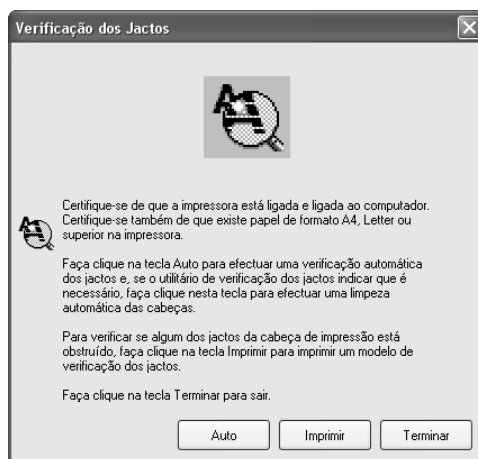 Verificação dos Jactos
Certifique-se de que a impressora está ligada e ligada ao computador.
Certifique-se também de que existe papel de formato A4, Letter ou
superior na impressora.
Faça clique na tecla Auto para efectuar uma verificação automática
dos jactos e, se o utilitário de verificação dos jactos indicar que é
necessário, faça clique nesta tecla para efectuar uma limpeza
automática das cabeças.
Para verificar se algum dos jactos da cabeça de impressão está
obstruído, faça clique na tecla Imprimir para imprimir um modelo de
verificação dos jactos.
Faça clique na tecla Terminar para sair.
Auto Imprimir Terminar